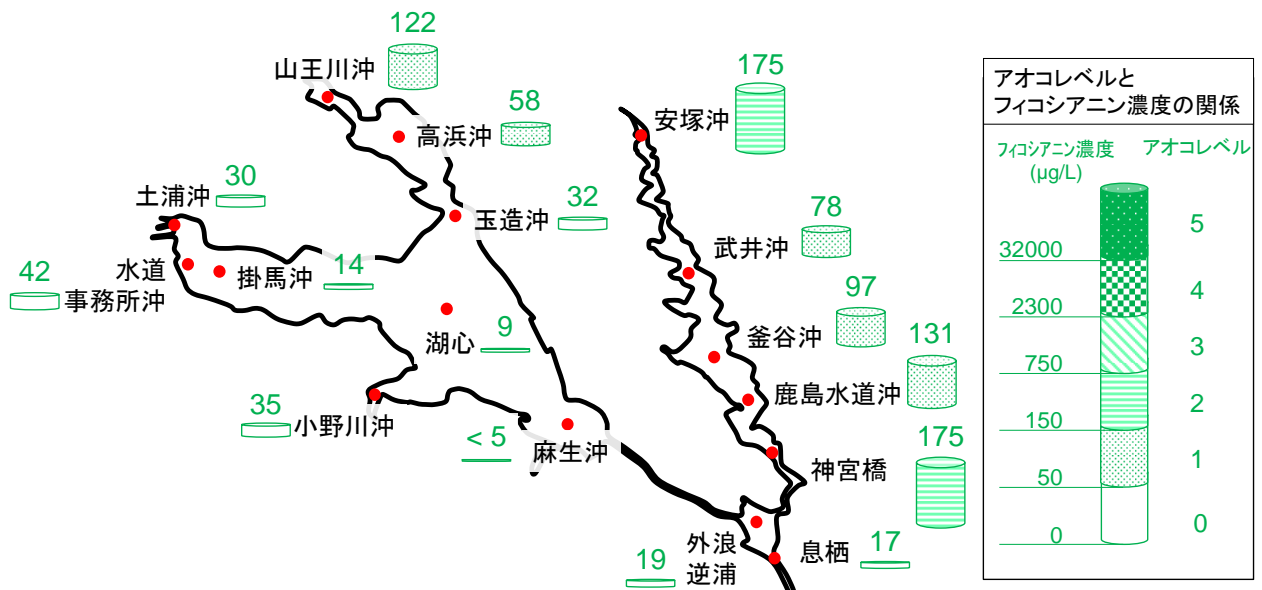 122
山王川沖
58
高浜沖
175
安塚沖
30
土浦沖
32
玉造沖
78
武井沖
42
水道
事務所沖
14
掛馬沖
97
釜谷沖
9
湖心
131
鹿島水道沖
35
小野川沖
< 5
麻生沖
175
神宮橋
19
外浪
逆浦
17
息栖
アオコレベルと
フィコシアニン濃度の関係
フィコシアニン濃度
(µg/L)
アオコレベル
5
32000
4
2300
3
750
2
150
1
50
0
0